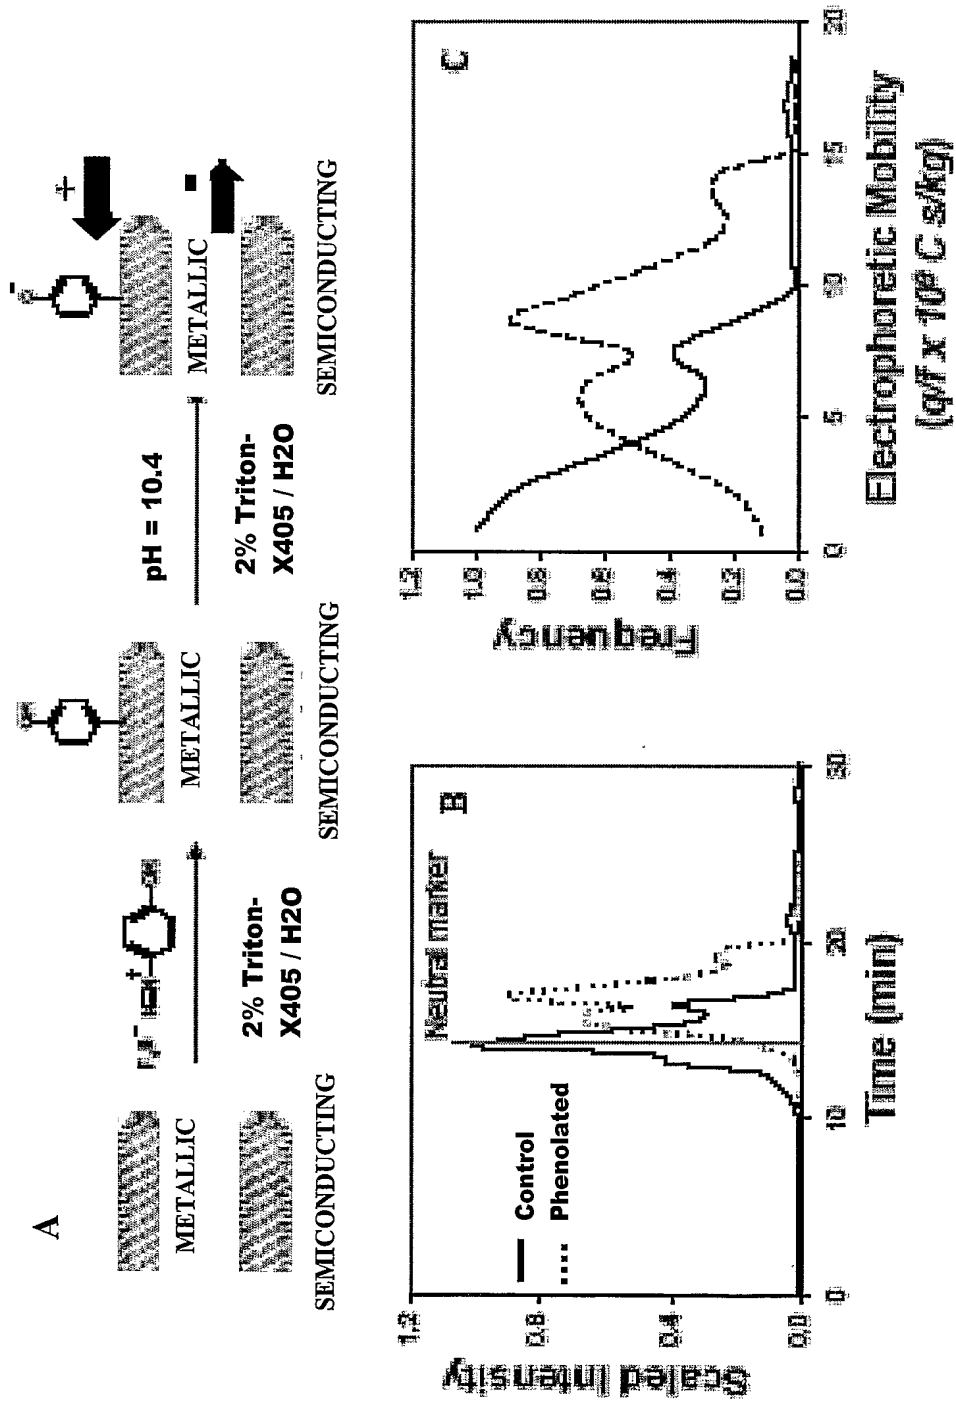 A
METALLIC
SEMICONDUCTING
2% Triton-
X405 / H2O
METALLIC
SEMICONDUCTING
pH = 10.4
2% Triton-
X405 / H2O
+
-
METALLIC
SEMICONDUCTING
B
Neutral marker
Control
Phenolated
Scaled Intensity
1.2
0.8
0.4
0.0
0
10
20
30
Time (min)
C
Frequency
1.2
1.0
0.8
0.6
0.4
0.2
0.0
0
5
10
15
20
Electrophoretic Mobility